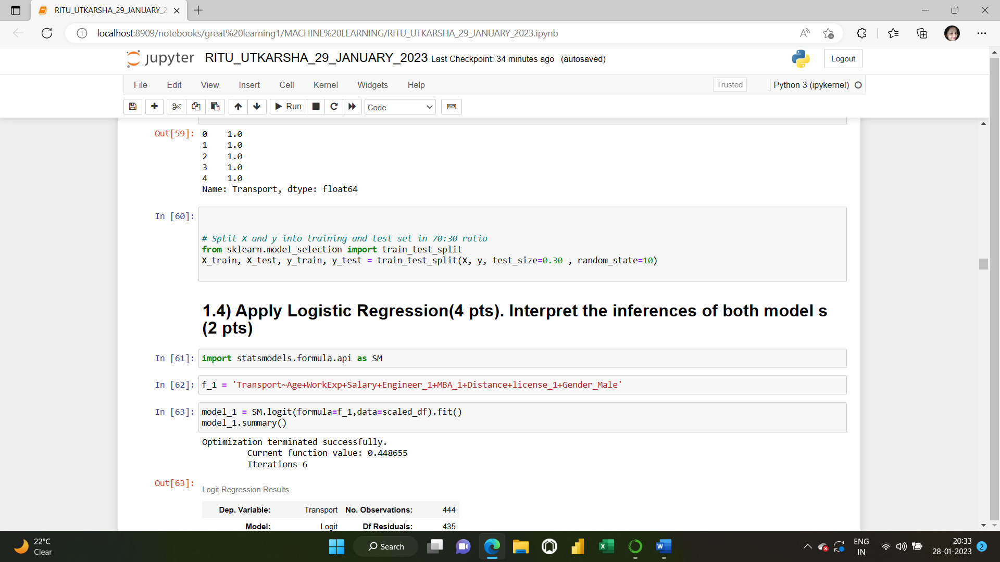 RITU_UTKARSHA_29_JANUARY_2
localhost:8909/notebooks/great%20learning1/MACHINE%20LEARNING/RITU_UTKARSHA_29_JANUARY_2023.ipynb
jupyter RITU_UTKARSHA_29_JANUARY_2023 Last Checkpoint: 34 minutes ago (autosaved)
Logout
File Edit View Insert Cell Kernel Widgets Help
Trusted
Python 3 (ipykernel)
Run
Code
Out[59]: 0 1.0
1 1.0
2 1.0
3 1.0
4 1.0
Name: Transport, dtype: float64
In [60]:
# Split X and y into training and test set in 70:30 ratio
from sklearn.model_selection import train_test_split
X_train, X_test, y_train, y_test = train_test_split(X, y, test_size=0.30 , random_state=10)
1.4) Apply Logistic Regression(4 pts). Interpret the inferences of both model s
(2 pts)
In [61]: import statsmodels.formula.api as SM
In [62]: f_1 = 'Transport~Age+WorkExp+Salary+Engineer_1+MBA_1+Distance+license_1+Gender_Male'
In [63]: model_1 = SM.logit(formula=f_1,data=scaled_df).fit()
model_1.summary()
Optimization terminated successfully.
Current function value: 0.448655
Iterations 6
Out[63]:
Logit Regression Results
Dep. Variable: Transport No. Observations: 444
Model: Logit Df Residuals: 435
22°C
Clear
Search
ENG
IN
20:33
28-01-2023
2